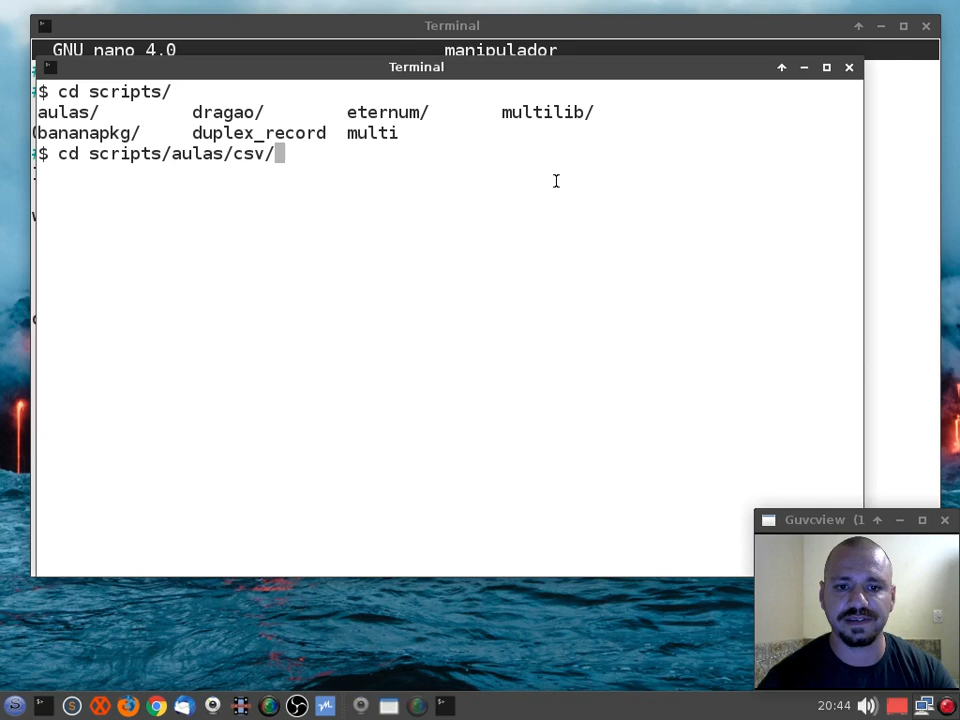 Terminal
GNU nano 4.0 manipulador
Terminal
$ cd scripts/
aulas/ dragao/ eternum/ multilib/
bananapkg/ duplex_record multi
$ cd scripts/aulas/csv/
Guvcview (1
20:44